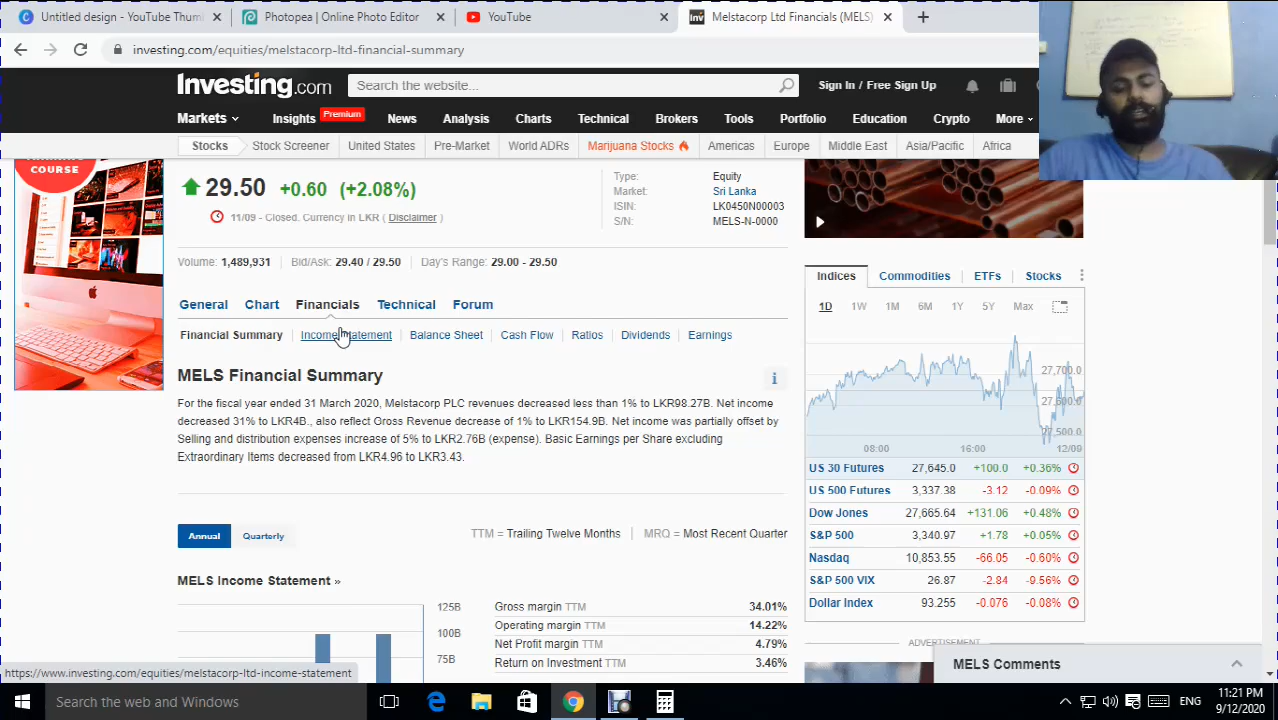 Untitled design - YouTube Thum
Photopea | Online Photo Editor
YouTube
Melstacorp Ltd Financials (MELS)
investing.com/equities/melstacorp-ltd-financial-summary
Investing.com
Search the website...
Sign In / Free Sign Up
Markets
Insights
Premium
News
Analysis
Charts
Technical
Brokers
Tools
Portfolio
Education
Crypto
More
Stocks
Stock Screener
United States
Pre-Market
World ADRs
Marijuana Stocks
Americas
Europe
Middle East
Asia/Pacific
Africa
COURSE
29.50 +0.60 (+2.08%)
11/09 - Closed. Currency in LKR ( Disclaimer )
Type: Equity
Market: Sri Lanka
ISIN: LK0450N00003
S/N: MELS-N-0000
Volume: 1,489,931 Bid/Ask: 29.40 / 29.50 Day's Range: 29.00 - 29.50
General Chart Financials Technical Forum
Financial Summary Income Statement Balance Sheet Cash Flow Ratios Dividends Earnings
MELS Financial Summary
For the fiscal year ended 31 March 2020, Melstacorp PLC revenues decreased less than 1% to LKR98.27B. Net income
decreased 31% to LKR4B., also reflect Gross Revenue decrease of 1% to LKR154.9B. Net income was partially offset by
Selling and distribution expenses increase of 5% to LKR2.76B (expense). Basic Earnings per Share excluding
Extraordinary Items decreased from LKR4.96 to LKR3.43.
Annual Quarterly
TTM = Trailing Twelve Months MRQ = Most Recent Quarter
MELS Income Statement »
125B
100B
75B
Gross margin TTM 34.01%
Operating margin TTM 14.22%
Net Profit margin TTM 4.79%
Return on Investment TTM 3.46%
Indices Commodities ETFs Stocks
1D 1W 1M 6M 1Y 5Y Max
27,700.0
27,600.0
27,500.0
08:00 16:00 12/09
US 30 Futures 27,645.0 +100.0 +0.36%
US 500 Futures 3,337.38 -3.12 -0.09%
Dow Jones 27,665.64 +131.06 +0.48%
S&P 500 3,340.97 +1.78 +0.05%
Nasdaq 10,853.55 -66.05 -0.60%
S&P 500 VIX 26.87 -2.84 -9.56%
Dollar Index 93.255 -0.076 -0.08%
ADVERTISEMENT
MELS Comments
https://www.investing.com/equities/melstacorp-ltd-income-statement
Search the web and Windows
ENG
11:21 PM
9/12/2020